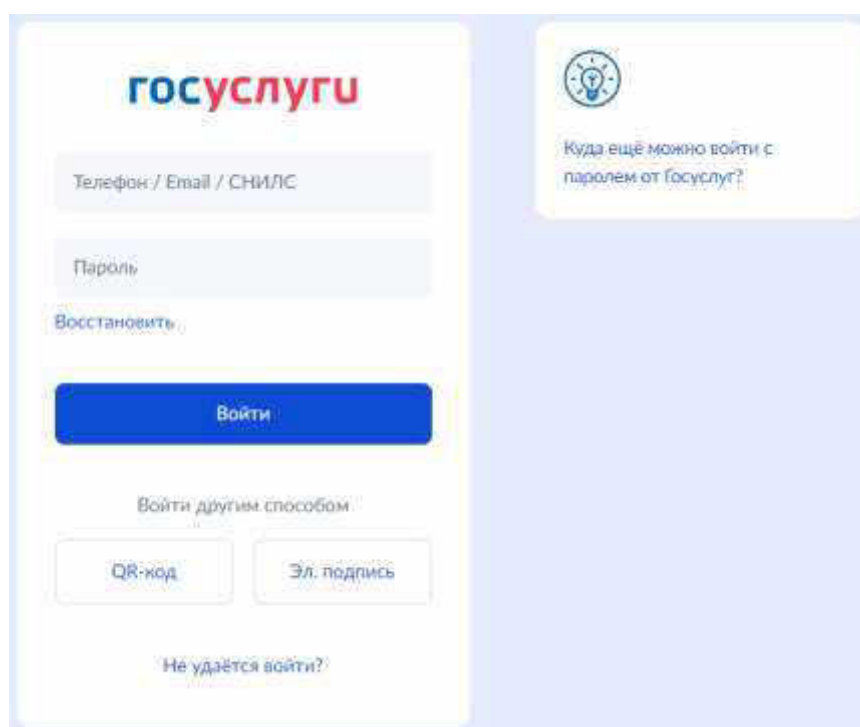 госуслуги
Телефон / Email / СНИЛС
Пароль
Восстановить
Войти
Войти другим способом
QR-код
Эл. подпись
Не удаётся войти?
Куда ещё можно войти с
паролем от Госуслуг?